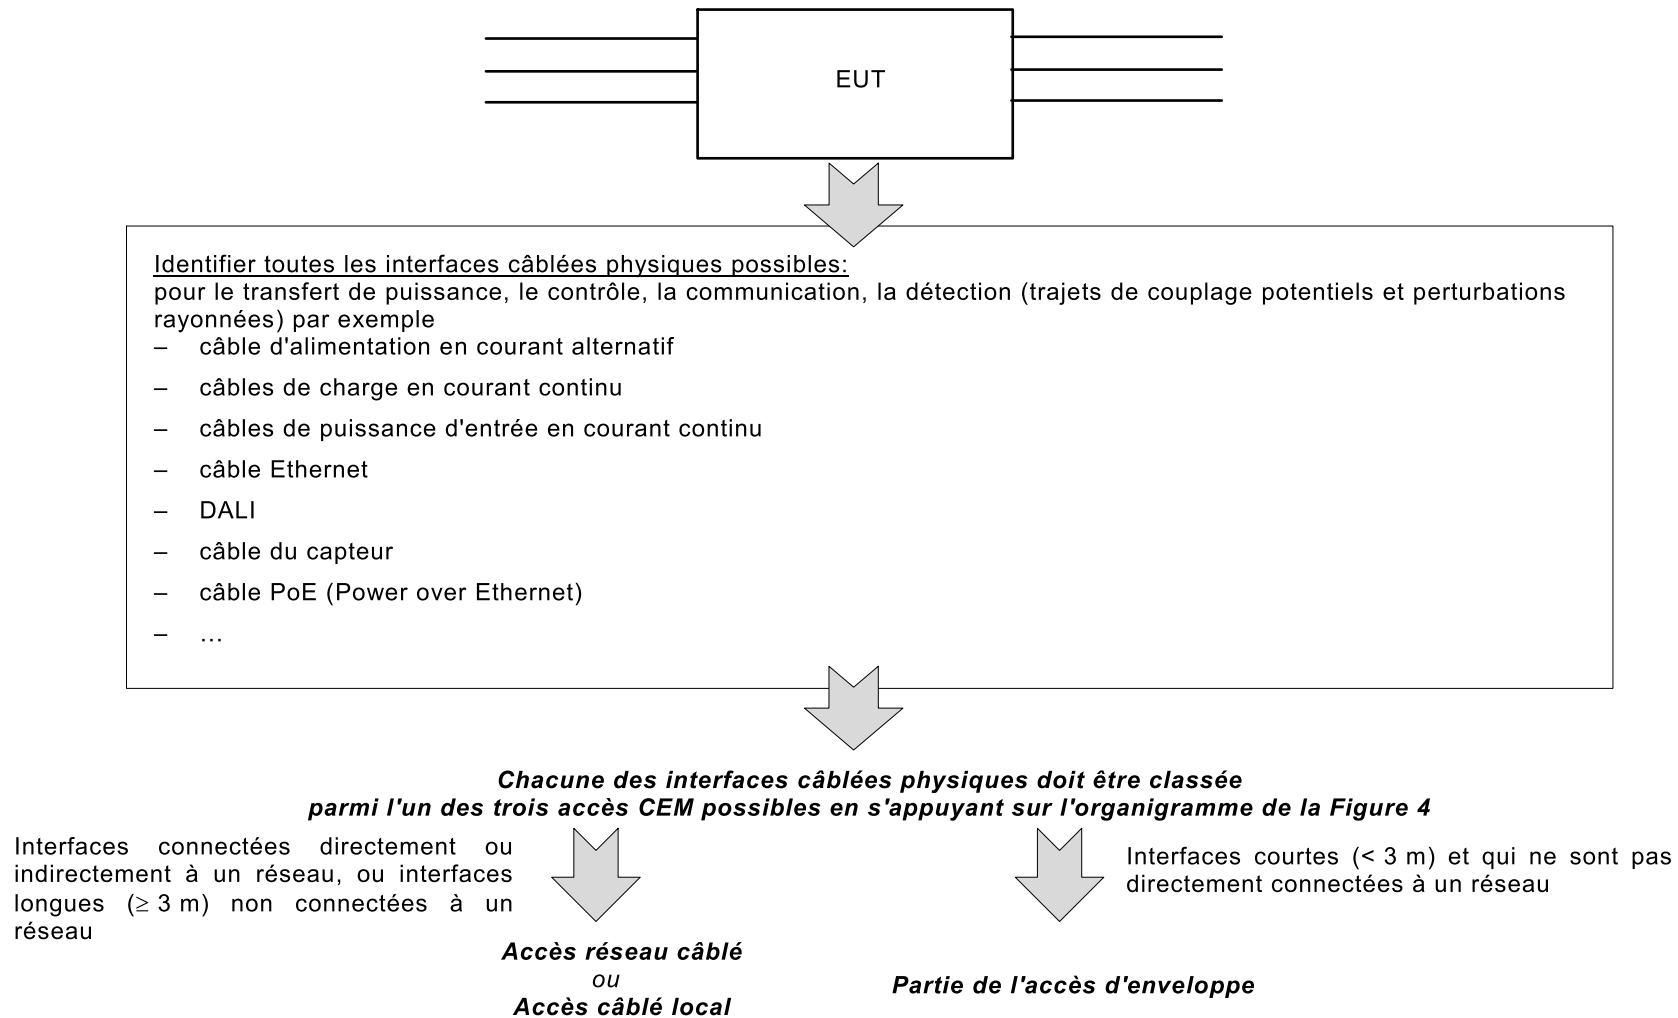 EUT
Identifier toutes les interfaces câblées physiques possibles:
pour le transfert de puissance, le contrôle, la communication, la détection (trajets de couplage potentiels et perturbations
rayonnées) par exemple
– câble d'alimentation en courant alternatif
– câbles de charge en courant continu
– câbles de puissance d'entrée en courant continu
– câble Ethernet
– DALI
– câble du capteur
– câble PoE (Power over Ethernet)
– …
Chacune des interfaces câblées physiques doit être classée
parmi l'un des trois accès CEM possibles en s'appuyant sur l'organigramme de la Figure 4
Interfaces connectées directement ou
indirectement à un réseau, ou interfaces
longues (≥ 3 m) non connectées à un
réseau
Interfaces courtes (< 3 m) et qui ne sont pas
directement connectées à un réseau
Accès réseau câblé
ou
Accès câblé local
Partie de l'accès d'enveloppe